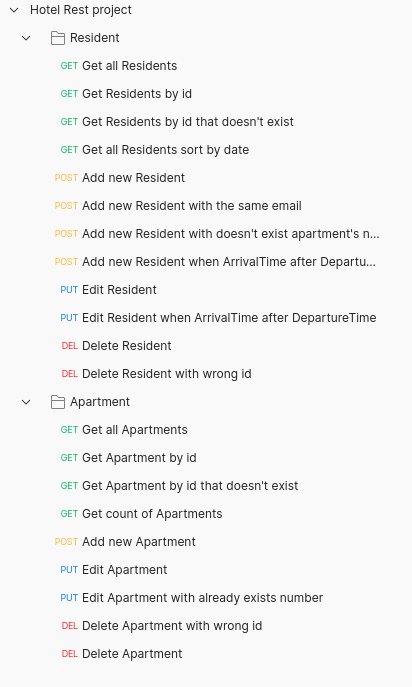 Hotel Rest project
Resident
GET Get all Residents
GET Get Residents by id
GET Get Residents by id that doesn't exist
GET Get all Residents sort by date
POST Add new Resident
POST Add new Resident with the same email
POST Add new Resident with doesn't exist apartment's n...
POST Add new Resident when ArrivalTime after Departu...
PUT Edit Resident
PUT Edit Resident when ArrivalTime after DepartureTime
DEL Delete Resident
DEL Delete Resident with wrong id
Apartment
GET Get all Apartments
GET Get Apartment by id
GET Get Apartment by id that doesn't exist
GET Get count of Apartments
POST Add new Apartment
PUT Edit Apartment
PUT Edit Apartment with already exists number
DEL Delete Apartment with wrong id
DEL Delete Apartment